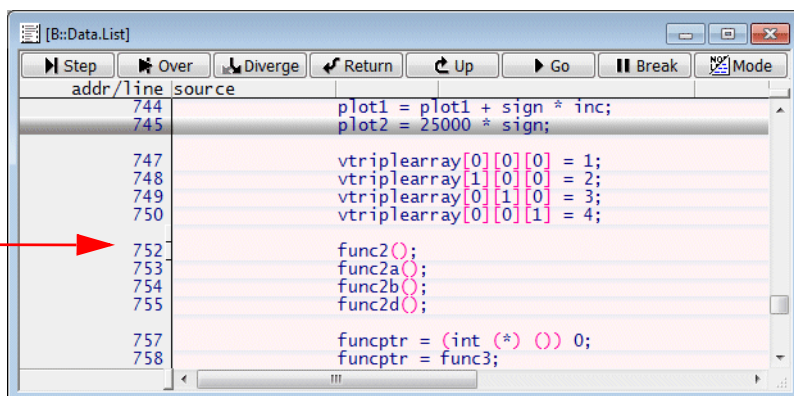 [B::Data.List]
Step Over Diverge Return Up Go Break Mode
addr/line source
744 plot1 = plot1 + sign * inc;
745 plot2 = 25000 * sign;
747 vtriplearray[0][0][0] = 1;
748 vtriplearray[1][0][0] = 2;
749 vtriplearray[0][1][0] = 3;
750 vtriplearray[0][0][1] = 4;
752 func2();
753 func2a();
754 func2b();
755 func2d();
757 funcptr = (int (*) ()) 0;
758 funcptr = func3;